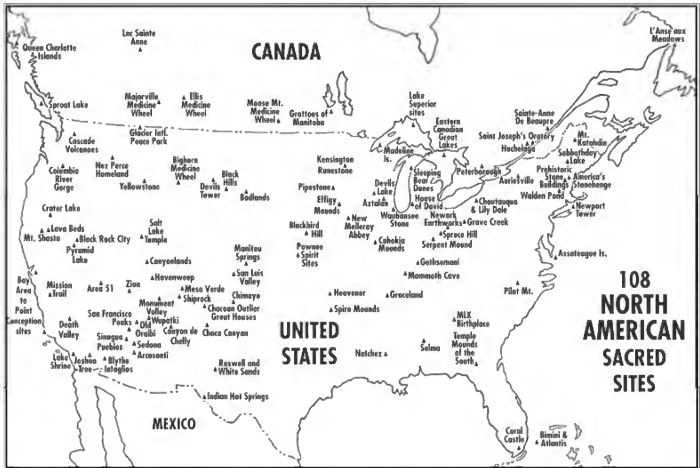 Loc Sainte
Anne
L'Anse aux
Meadows
Queen Charlotte
Islands
CANADA
Sproat Lake
Majorville
Medicine
Wheel
Ellis
Medicine
Wheel
Moose Mt.
Medicine
Wheel
Grottoes of
Manitoba
Lake
Superior
sites
Eastern
Canadian
Great
Lakes
Sainte-Anne
De Beaupre
Saint Joseph's Oratory
Hochelaga
Mt.
Katahdin
Sabbathday
Lake
Cascade
Volcanoes
Glacier Intl.
Peace Park
Madeline
Is.
Columbia
River
Gorge
Nez Perce
Homeland
Yellowstone
Bighorn
Medicine
Wheel
Devils
Tower
Black
Hills
Badlands
Kensington
Runestone
Pipestone
Effigy
Mounds
Devils
Lake
Aztalan
Sleeping
Bear Dunes
House
of David
Peterborough
Auriesville
Prehistoric
Stone
Buildings
America's
Stonehenge
Walden Pond
Newport
Tower
Chautauqua
& Lily Dale
Waubansee
Stone
Newark
Earthworks
Grave Creek
Spruce Hill
Serpent Mound
Crater Lake
Lava Beds
Mt. Shasta
Black Rock City
Pyramid
Lake
Salt
Lake
Temple
Blackbird
Hill
New
Melleray
Abbey
Cahokia
Mounds
Pawnee
Spirit
Sites
Manitou
Springs
Canyonlands
Gethsemani
Mammoth Cave
Assateague Is.
Bay
Area
to
Point
Conception
sites
Mission
Trail
Area 51
Zion
Hovenweep
Mesa Verde
Shiprock
San Luis
Valley
Chimayo
Chacoan Outlier
Great Houses
Chaco Canyon
Monument
Valley
San Francisco
Peaks
Wupatki
Old
Oraibi
Canyon de
Chelly
Death
Valley
Sinagua
Pueblos
Sedona
Arcosanti
Lake
Shrine
Joshua
Tree
Blythe
Intaglios
Heavener
Spiro Mounds
Graceland
Pilot Mt.
MLK
Birthplace
Temple
Mounds
of the
South
Selma
Natchez
UNITED
STATES
Roswell and
White Sands
Indian Hot Springs
MEXICO
Coral
Castle
Bimini &
Atlantis
108
NORTH
AMERICAN
SACRED
SITES